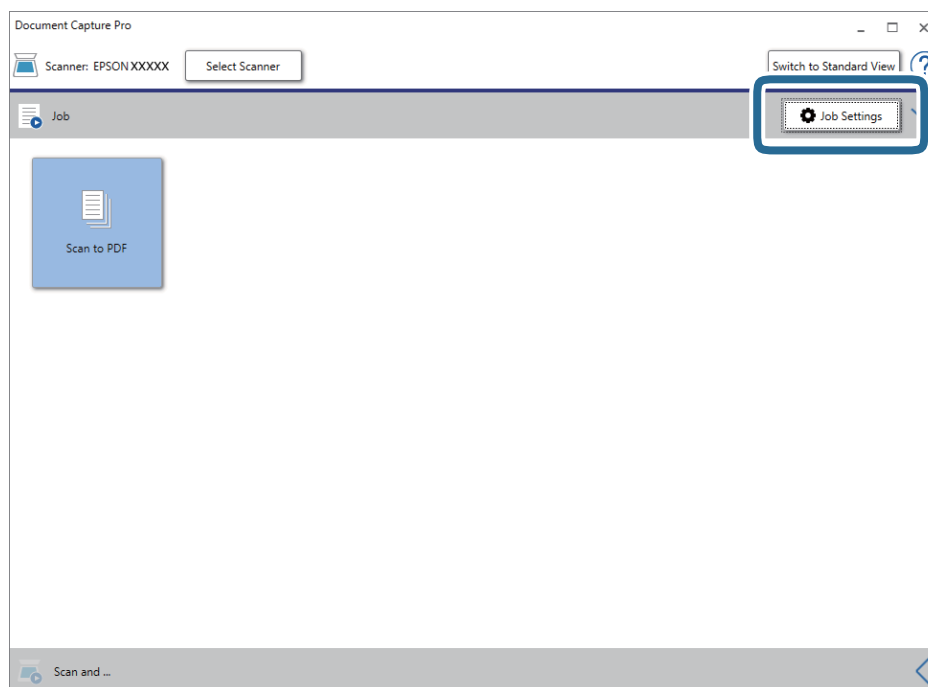 Document Capture Pro
Scanner: EPSON XXXXX
Select Scanner
Switch to Standard View
?
Job
Job Settings
Scan to PDF
Scan and ...